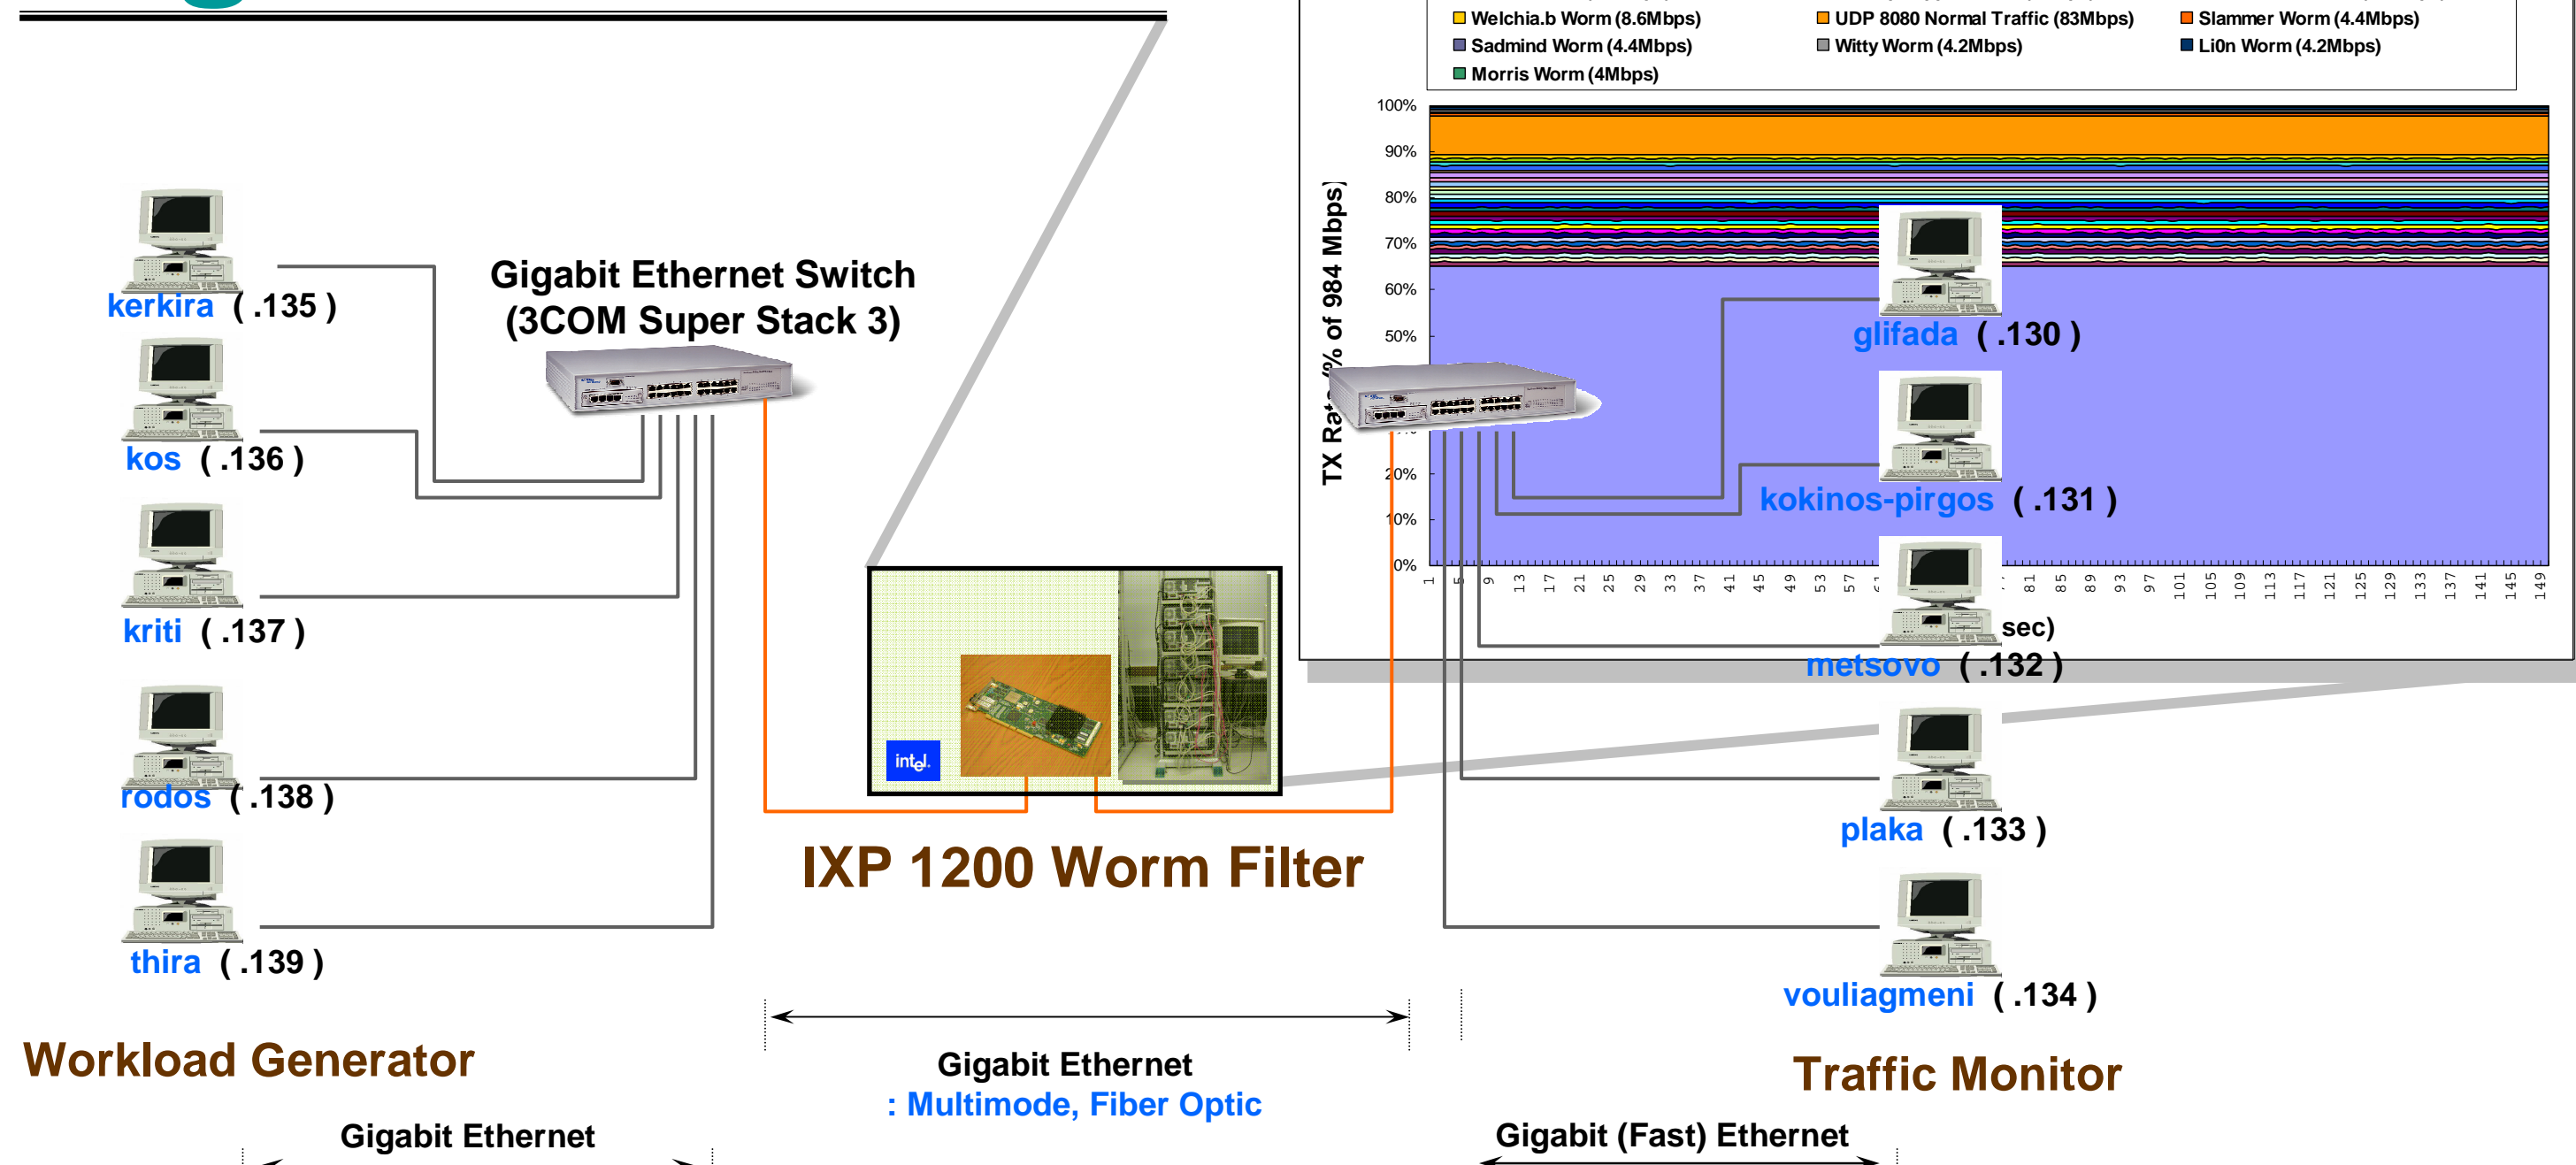 Welchia.b Worm (8.6Mbps)
UDP 8080 Normal Traffic (83Mbps)
Slammer Worm (4.4Mbps)
Sadmind Worm (4.4Mbps)
Witty Worm (4.2Mbps)
Li0n Worm (4.2Mbps)
Morris Worm (4Mbps)
100%
90%
80%
70%
60%
50%
20%
10%
0%
TX Rate (% of 984 Mbps)
1 5 9 13 17 21 25 29 33 37 41 45 49 53 57 81 85 89 93 97 101 105 109 113 117 121 125 129 133 137 141 145 149
sec)
kerkira ( .135 )
kos ( .136 )
kriti ( .137 )
rodos ( .138 )
thira ( .139 )
Gigabit Ethernet Switch
(3COM Super Stack 3)
intel.
IXP 1200 Worm Filter
glifada ( .130 )
kokinos-pirgos ( .131 )
metsovo ( .132 )
plaka ( .133 )
vouliagmeni ( .134 )
Workload Generator
Gigabit Ethernet
: Multimode, Fiber Optic
Traffic Monitor
Gigabit Ethernet
Gigabit (Fast) Ethernet